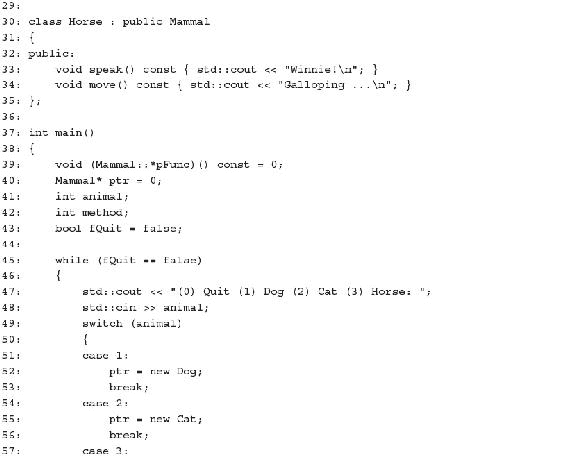 29:
30: class Horse : public Mammal
31: {
32: public:
33:     void speak() const { std::cout << "Winnie!\n"; }
34:     void move() const { std::cout << "Galloping ...\n"; }
35: };
36:
37: int main()
38: {
39:     void (Mammal::*pFunc)() const = 0;
40:     Mammal* ptr = 0;
41:     int animal;
42:     int method;
43:     bool fQuit = false;
44:
45:     while (fQuit == false)
46:     {
47:         std::cout << "(0) Quit (1) Dog (2) Cat (3) Horse: ";
48:         std::cin >> animal;
49:         switch (animal)
50:         {
51:         case 1:
52:             ptr = new Dog;
53:             break;
54:         case 2:
55:             ptr = new Cat;
56:             break;
57:         case 3: